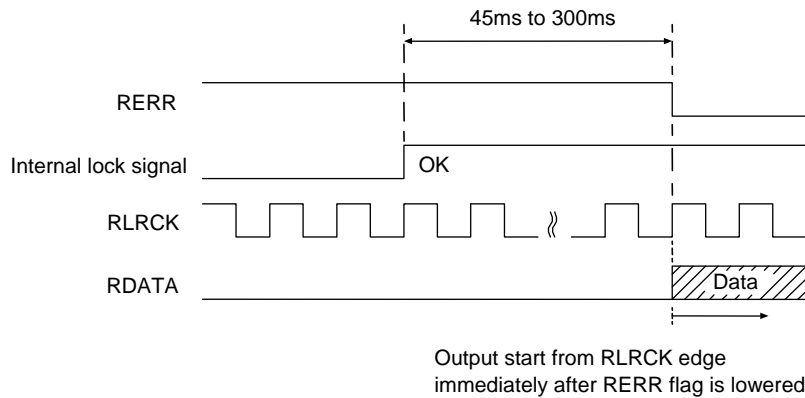 45ms to 300ms
RERR
Internal lock signal
OK
RLRCK
RDATA
Data
Output start from RLRCK edge
immediately after RERR flag is lowered